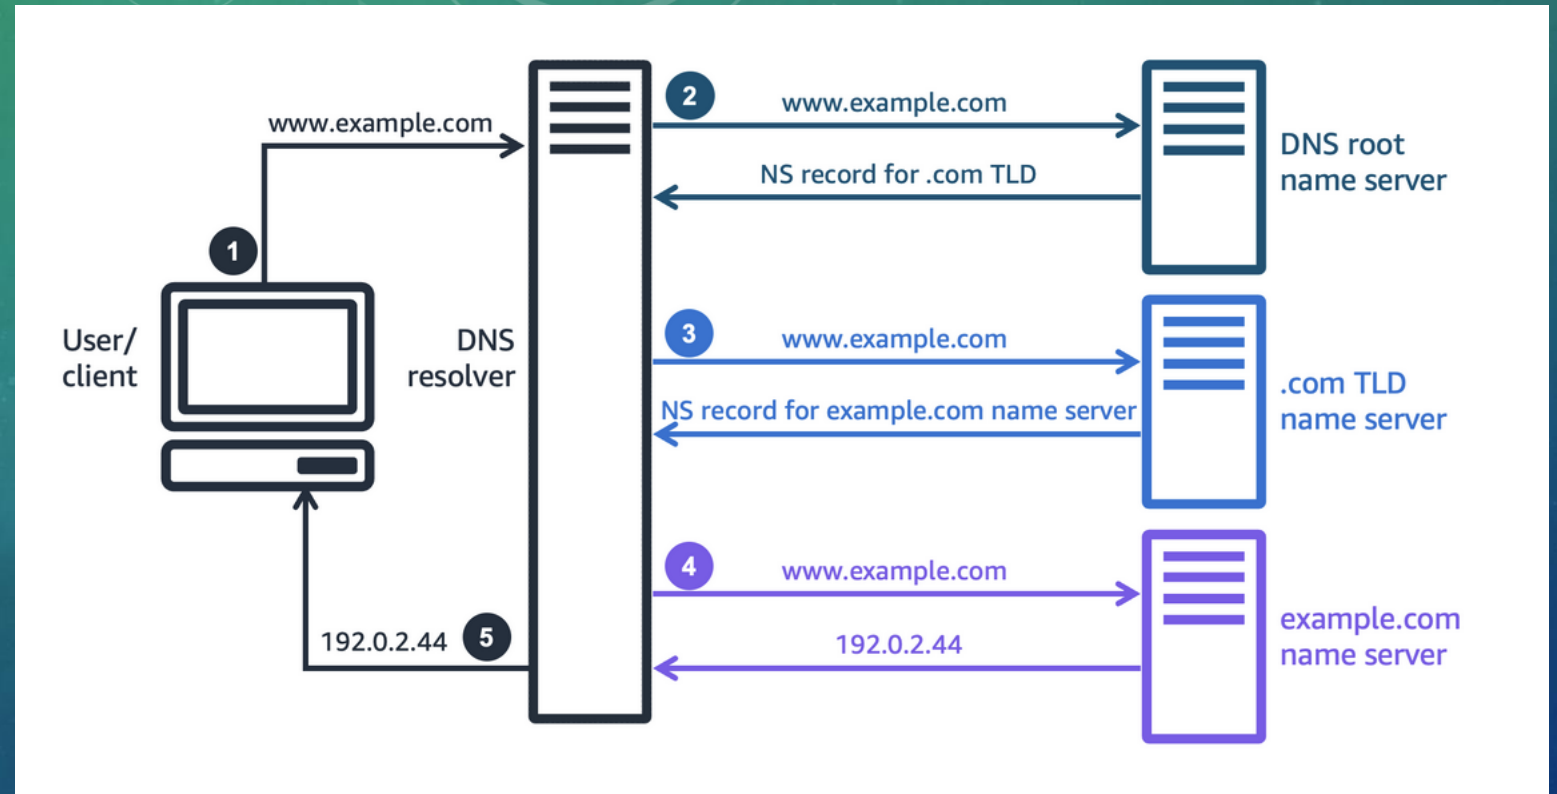 www.example.com
1
User/
client
DNS
resolver
2
www.example.com
NS record for .com TLD
DNS root
name server
3
www.example.com
NS record for example.com name server
.com TLD
name server
4
www.example.com
192.0.2.44
example.com
name server
192.0.2.44
5